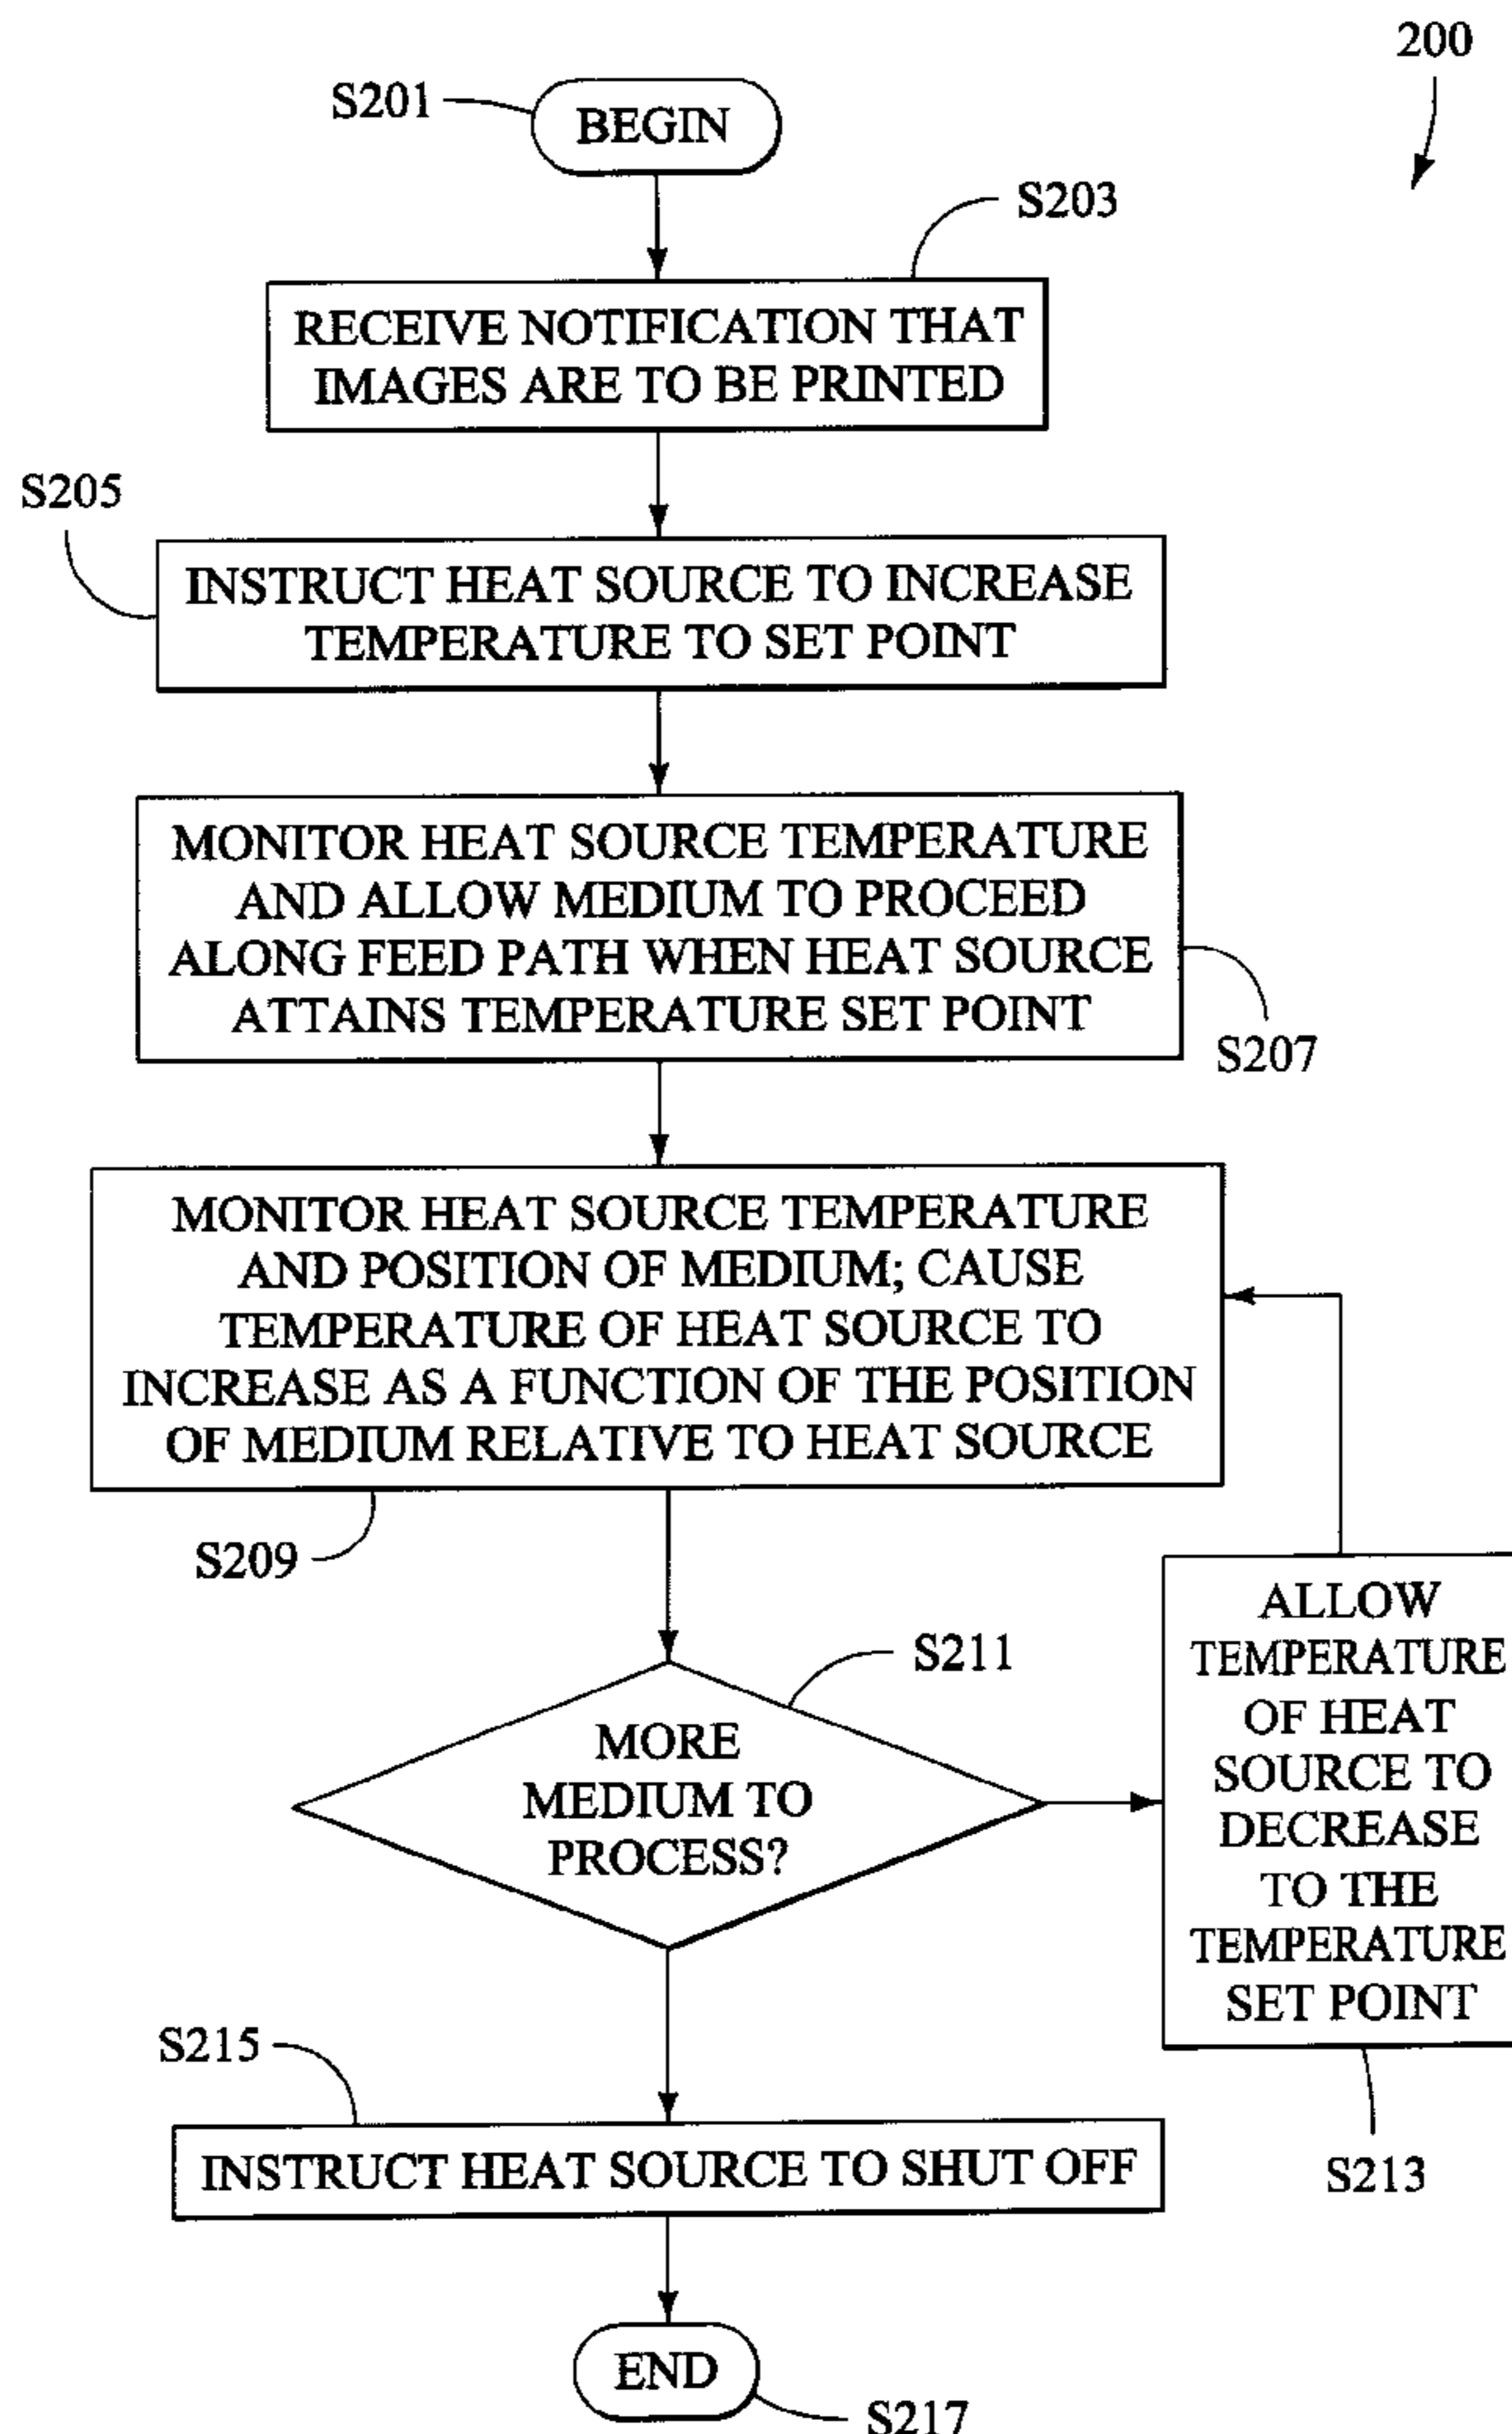 200
S201
BEGIN
S203
RECEIVE NOTIFICATION THAT
IMAGES ARE TO BE PRINTED
S205
INSTRUCT HEAT SOURCE TO INCREASE
TEMPERATURE TO SET POINT
MONITOR HEAT SOURCE TEMPERATURE
AND ALLOW MEDIUM TO PROCEED
ALONG FEED PATH WHEN HEAT SOURCE
ATTAINS TEMPERATURE SET POINT
S207
MONITOR HEAT SOURCE TEMPERATURE
AND POSITION OF MEDIUM; CAUSE
TEMPERATURE OF HEAT SOURCE TO
INCREASE AS A FUNCTION OF THE POSITION
OF MEDIUM RELATIVE TO HEAT SOURCE
S209
S211
MORE
MEDIUM TO
PROCESS?
ALLOW
TEMPERATURE
OF HEAT
SOURCE TO
DECREASE
TO THE
TEMPERATURE
SET POINT
S213
S215
INSTRUCT HEAT SOURCE TO SHUT OFF
END
S217